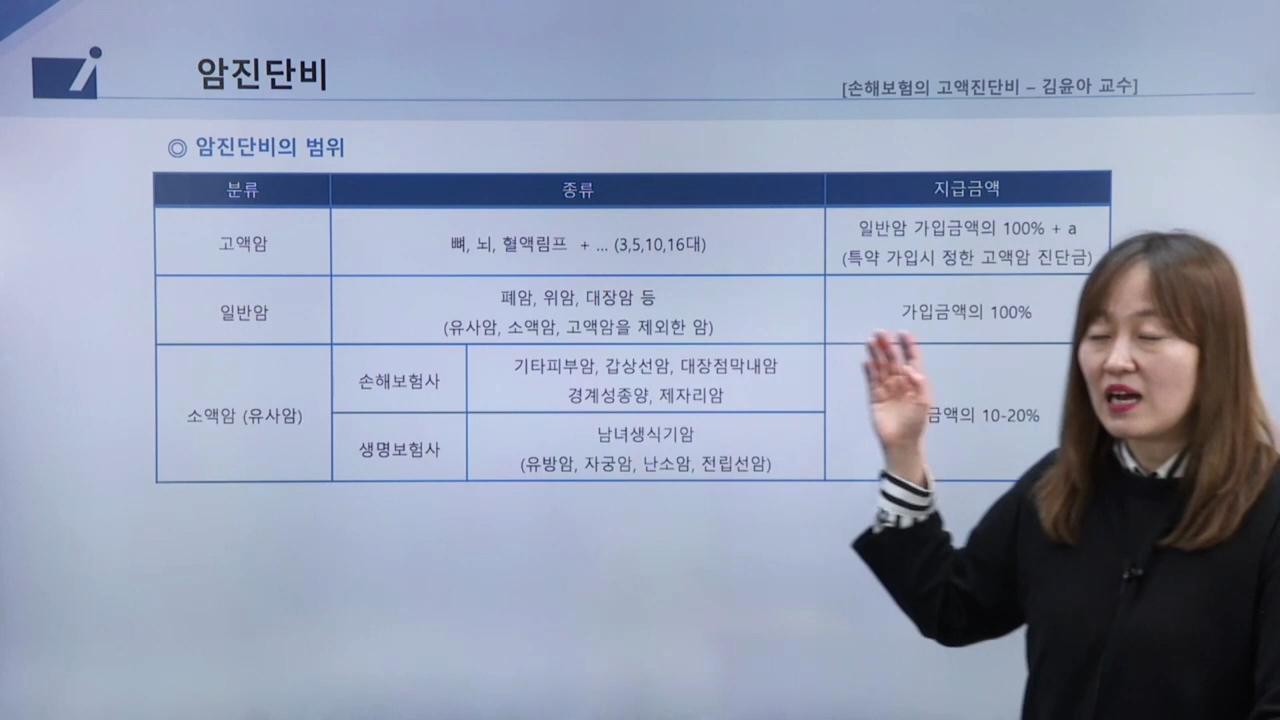 암진단비
[손해보험의 고액진단비 – 김윤아 교수]
◎ 암진단비의 범위
분류
종류
지급금액
고액암
뼈, 뇌, 혈액림프 + ... (3,5,10,16대)
일반암 가입금액의 100% + a
(특약 가입시 정한 고액암 진단금)
일반암
폐암, 위암, 대장암 등
(유사암, 소액암, 고액암을 제외한 암)
가입금액의 100%
소액암 (유사암)
손해보험사
기타피부암, 갑상선암, 대장점막내암
경계성종양, 제자리암
금액의 10-20%
생명보험사
남녀생식기암
(유방암, 자궁암, 난소암, 전립선암)